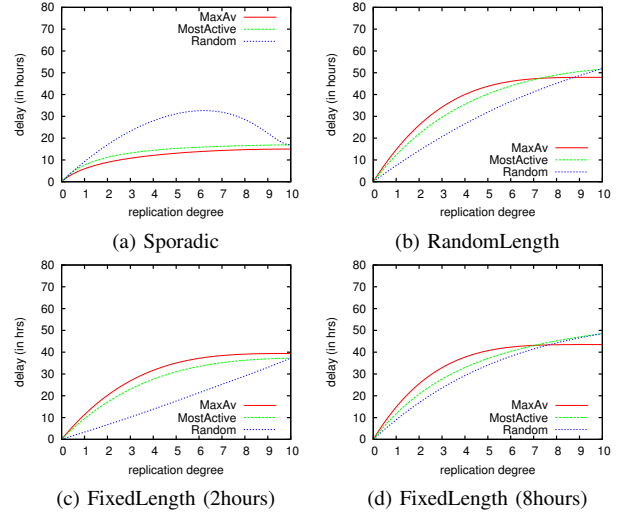 MaxAv
MostActive
Random
delay (in hours)
80
70
60
50
40
30
20
10
0
0 1 2 3 4 5 6 7 8 9 10
replication degree
(a) Sporadic
delay (in hours)
80
70
60
50
40
30
20
10
0
MaxAv
MostActive
Random
0 1 2 3 4 5 6 7 8 9 10
replication degree
(b) RandomLength
delay (in hrs)
80
70
60
50
40
30
20
10
0
MaxAv
MostActive
Random
0 1 2 3 4 5 6 7 8 9 10
replication degree
(c) FixedLength (2hours)
delay (in hrs)
80
70
60
50
40
30
20
10
0
MaxAv
MostActive
Random
0 1 2 3 4 5 6 7 8 9 10
replication degree
(d) FixedLength (8hours)